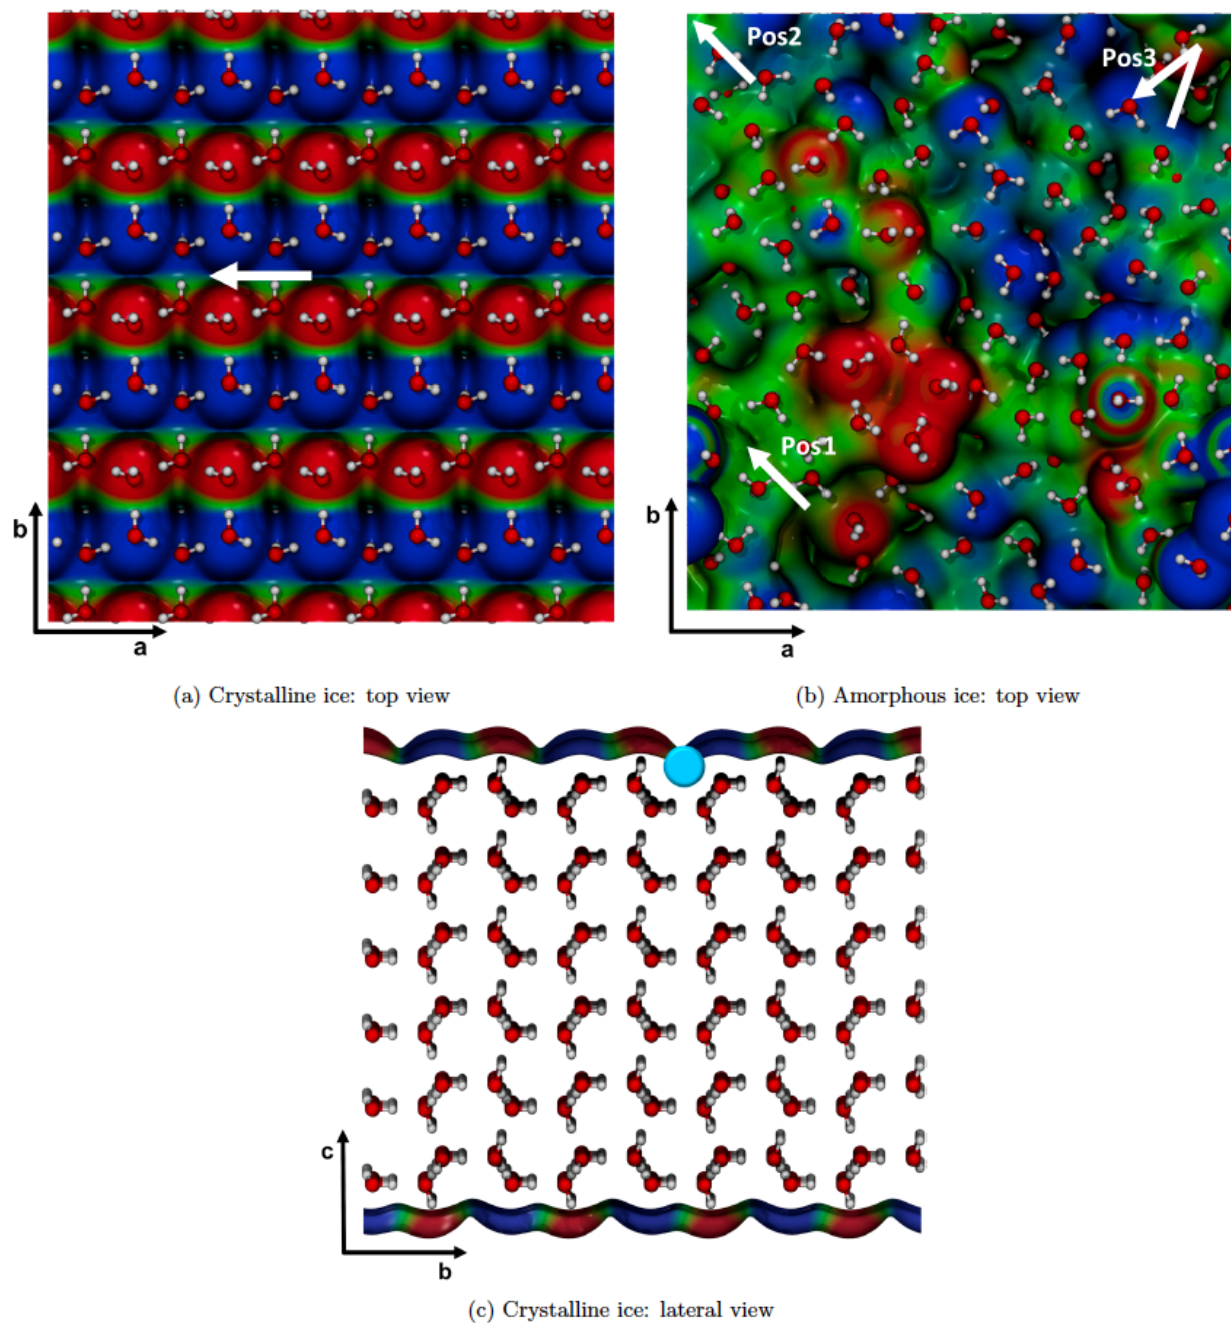 Pos2
Pos3
Pos1
b
a
b
a
(a) Crystalline ice: top view
(b) Amorphous ice: top view
c
b
(c) Crystalline ice: lateral view